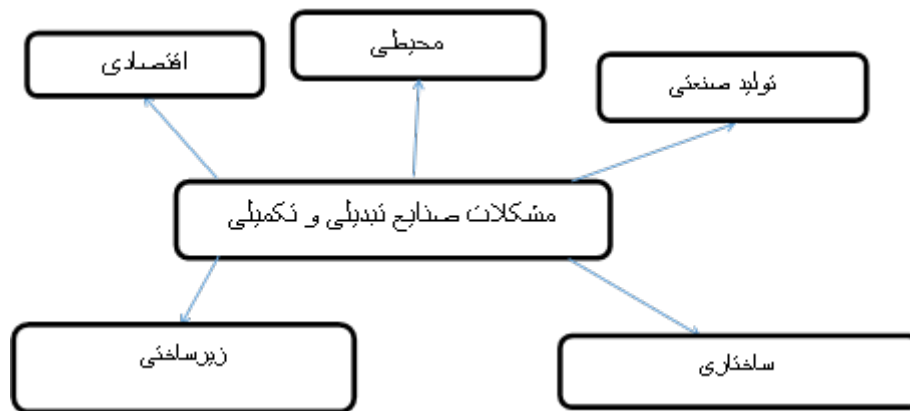 محیطی
اقتصادی
تولید صنعتی
مشکلات صنایع تبدیلی و تکمیلی
زیرساختی
ساختاری